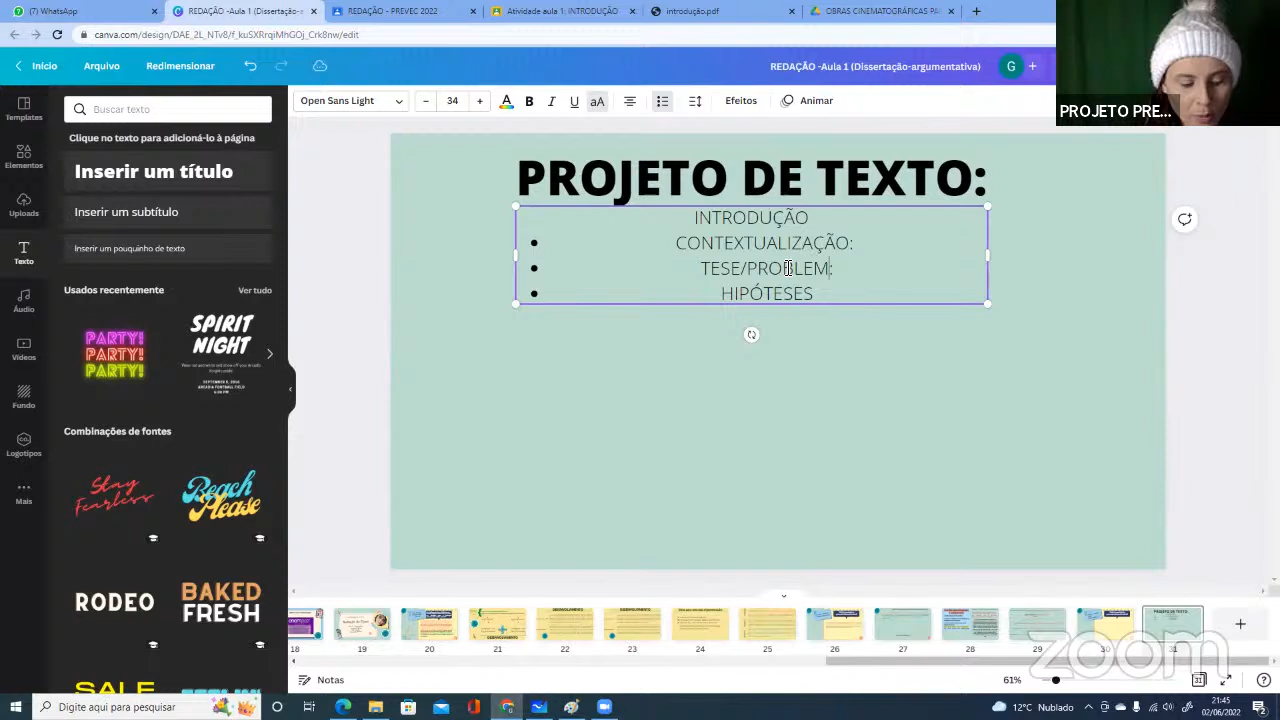 WhatsApp
REDAÇÃO -Aula 1 (Dissertação-
REDAÇÃO - PREVEC 2022
Atividade aula 1: INTRODUÇÃO
introdução.pdf
OBRAS CINEMATOGRÁFICAS PA
canva.com/design/DAE_2L_NTv8/f_kuSXRrqiMhGOj_Crk8nw/edit
Início
Arquivo
Redimensionar
REDAÇÃO -Aula 1 (Dissertação-argumentativa)
G
PROJETO PRE...
Templates
Elementos
Uploads
Texto
Áudio
Vídeos
Fundo
Logotipos
Mais
Buscar texto
Clique no texto para adicioná-lo à página
Inserir um título
Inserir um subtítulo
Inserir um pouquinho de texto
Usados recentemente
Ver tudo
PARTY!
PARTY!
PARTY!
SPIRIT
NIGHT
Combinações de fontes
Stay
Fearless
Beach
Please
RODEO
BAKED
FRESH
SALE
Open Sans Light
34
A
B
I
U
aA
Efeitos
Animar
PROJETO DE TEXTO:
INTRODUÇÃO
CONTEXTUALIZAÇÃO:
TESE/PROBLEM:
HIPÓTESES
18
19
20
21
22
23
24
25
26
27
28
29
30
31
zoom
Notas
61%
31
Digite aqui para pesquisar
12°C Nublado
21:45
02/06/2022